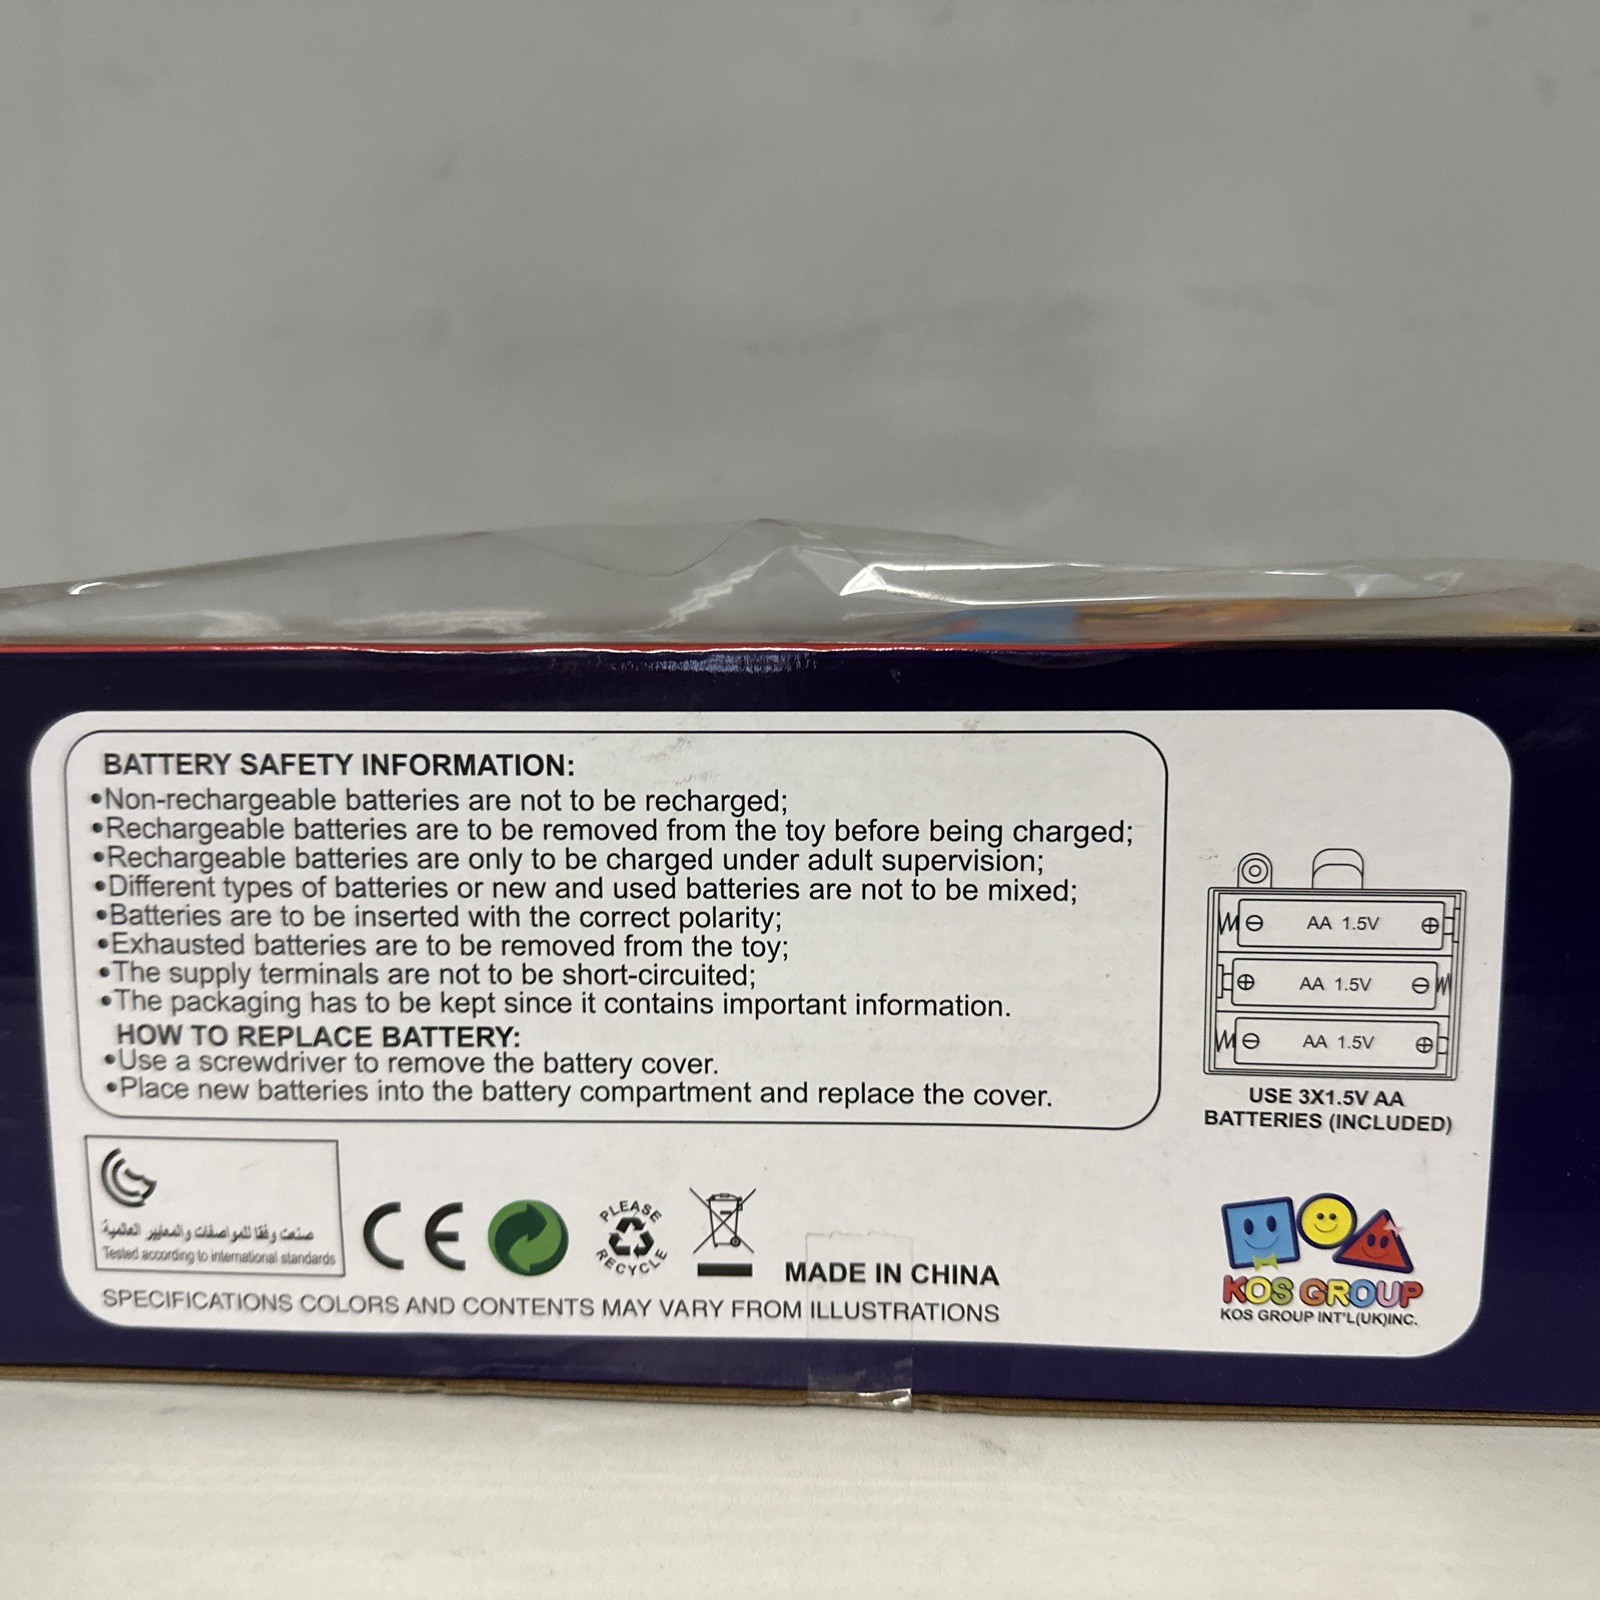 BATTERY SAFETY INFORMATION:
•Non-rechargeable batteries are not to be recharged;
•Rechargeable batteries are to be removed from the toy before being charged;
•Rechargeable batteries are only to be charged under adult supervision;
•Different types of batteries or new and used batteries are not to be mixed;
•Batteries are to be inserted with the correct polarity;
•Exhausted batteries are to be removed from the toy;
•The supply terminals are not to be short-circuited;
•The packaging has to be kept since it contains important information.
HOW TO REPLACE BATTERY:
•Use a screwdriver to remove the battery cover.
•Place new batteries into the battery compartment and replace the cover.
AA 1.5V
AA 1.5V
AA 1.5V
USE 3X1.5V AA
BATTERIES (INCLUDED)
صنعت وفقا للمواصفات والمعايير العالمية
Tested according to international standards
CE
PLEASE
RECYCLE
MADE IN CHINA
SPECIFICATIONS COLORS AND CONTENTS MAY VARY FROM ILLUSTRATIONS
KOS GROUP
KOS GROUP INT'L(UK)INC.